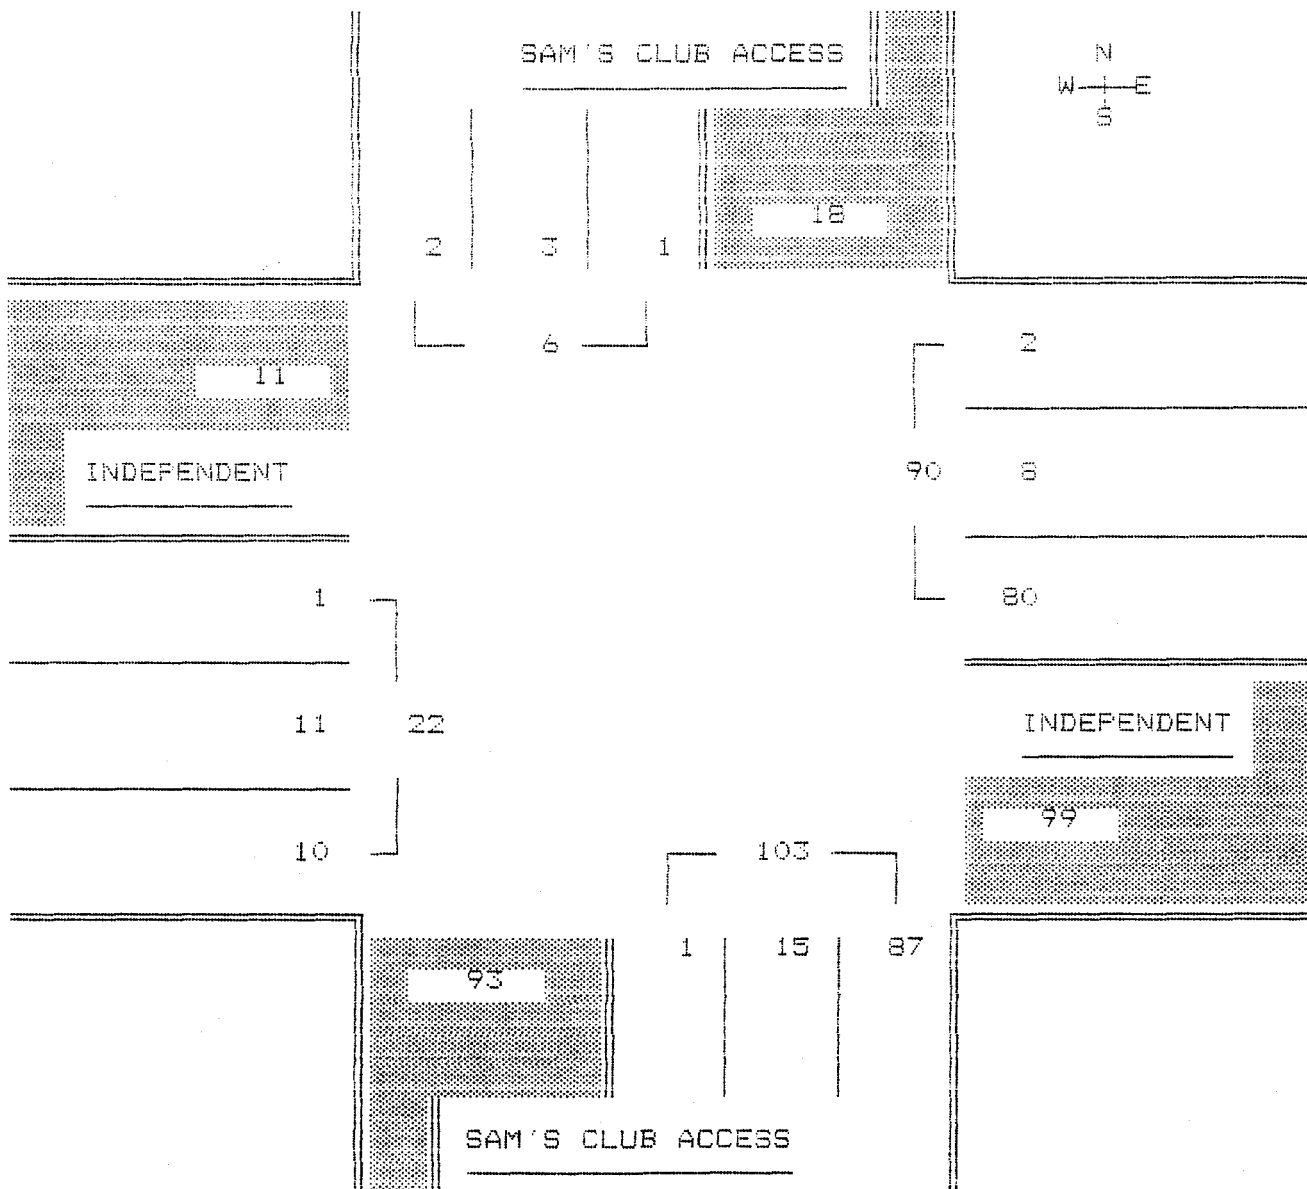 SAM'S CLUB ACCESS
N
W E
S
18
2 3 1
6
2
11
INDEPENDENT
90 8
1
80
11 22
INDEPENDENT
99
10
103
1 15 87
93
SAM'S CLUB ACCESS